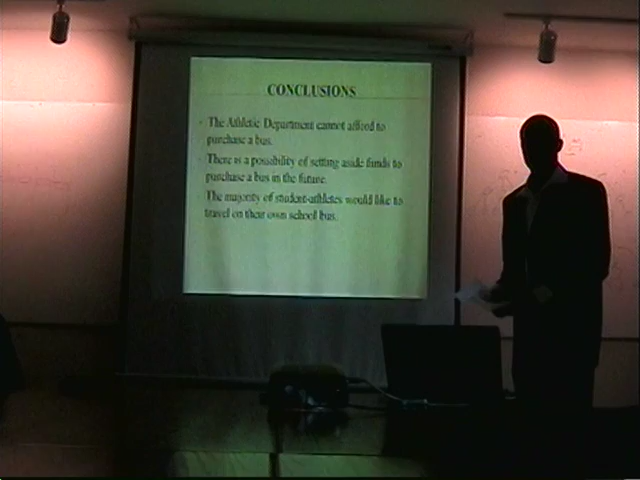 CONCLUSIONS
The Athletic Department cannot afford to
purchase a bus.
There is a possibility of setting aside funds to
purchase a bus in the future.
The majority of student-athletes would like to
travel on their own school bus.